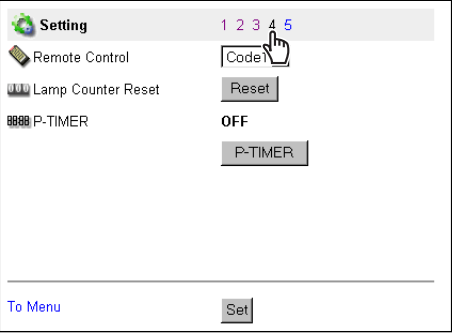 Setting 1 2 3 4 5
Remote Control Code1
Lamp Counter Reset Reset
P-TIMER OFF
P-TIMER
To Menu Set